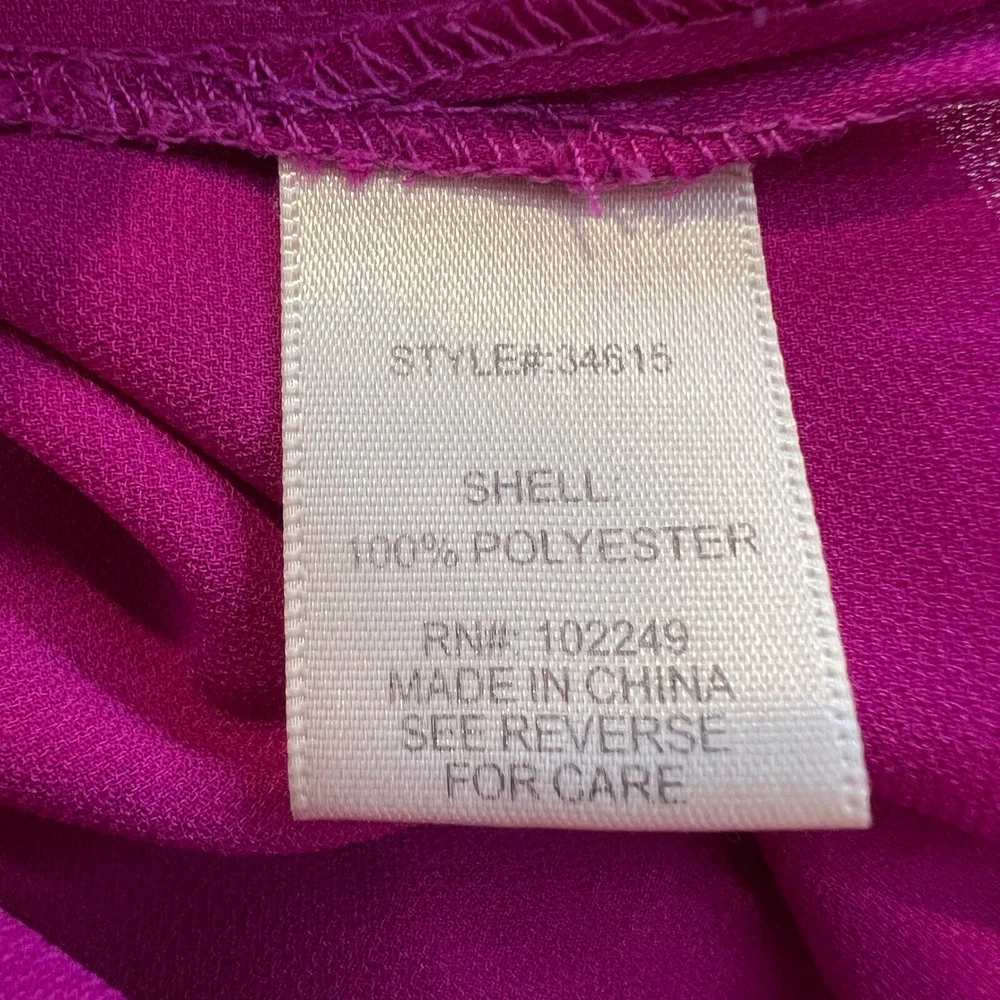 STYLE#:34615
SHELL:
100% POLYESTER
RN#: 102249
MADE IN CHINA
SEE REVERSE
FOR CARE